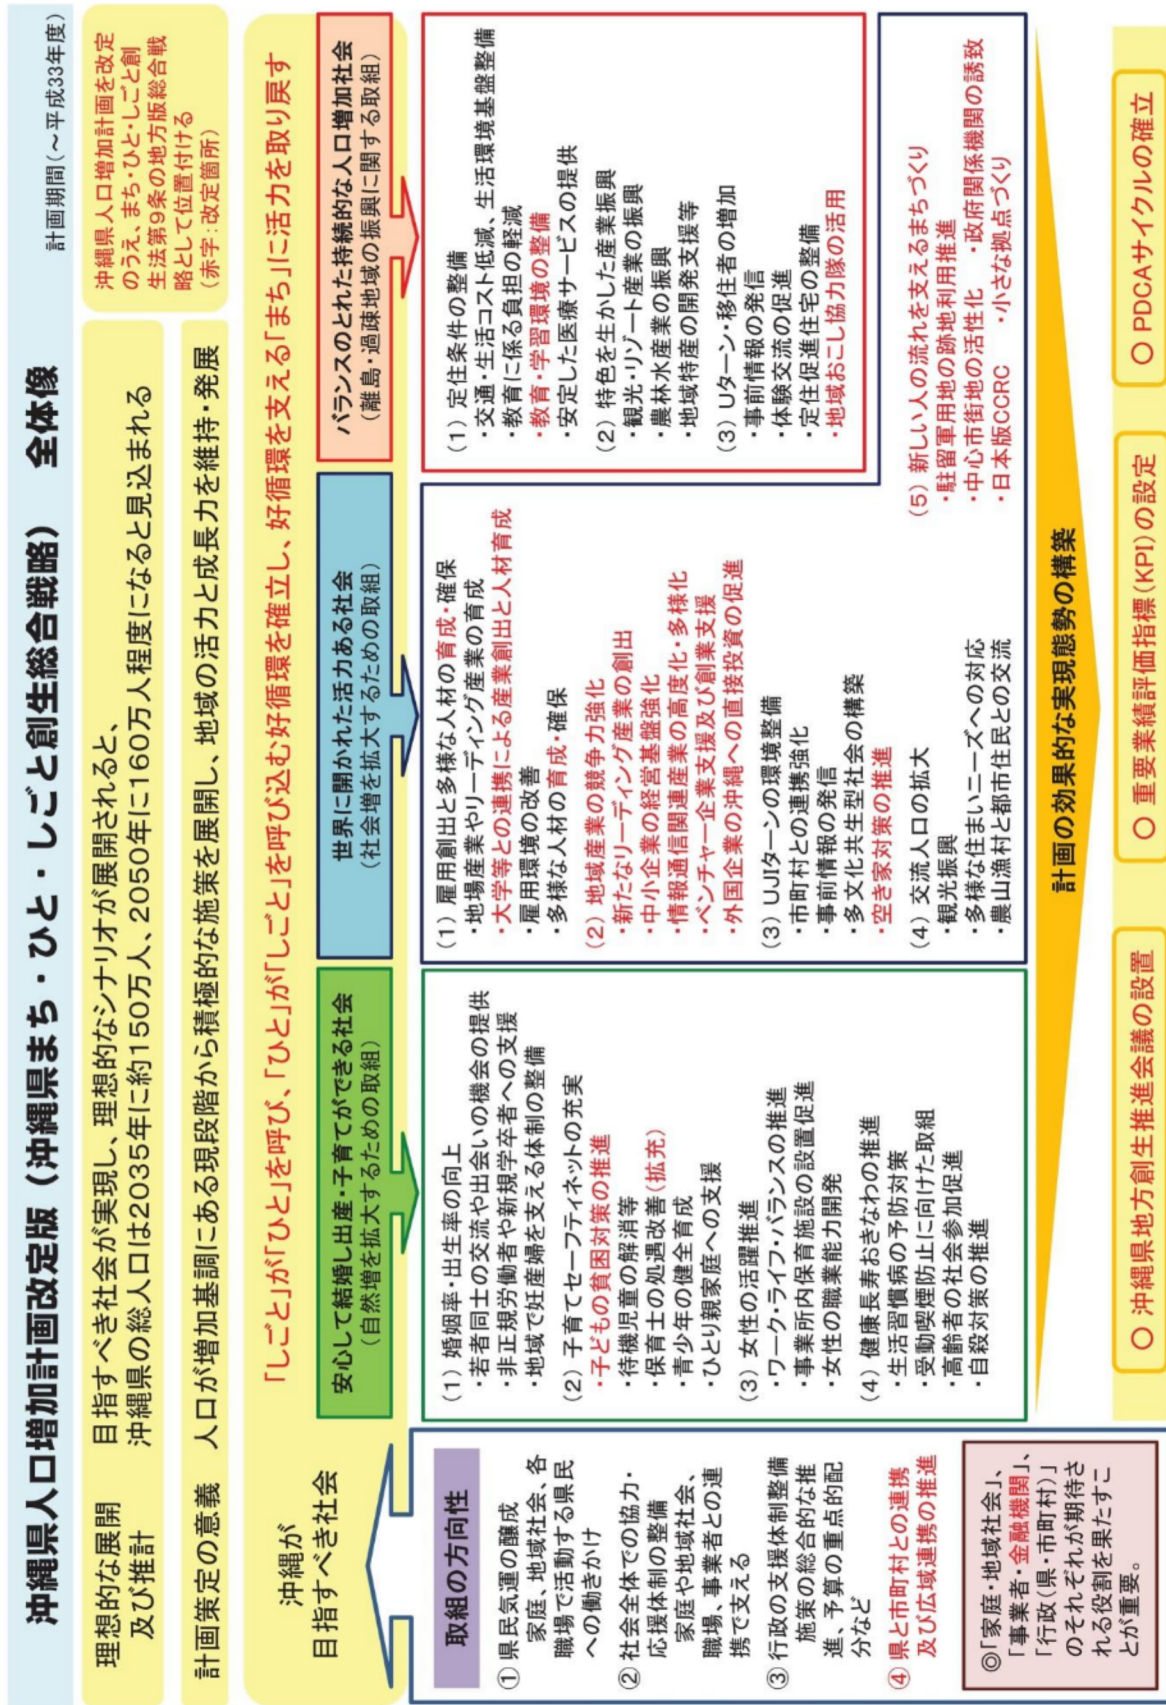 沖縄県人口増加計画改定版（沖縄県まち・ひと・しごと創生総合戦略）　全体像
計画期間（～平成33年度）
理想的な展開
及び推計
目指すべき社会が実現し、理想的なシナリオが展開されると、
沖縄県の総人口は2035年に約150万人、2050年に160万人程度になると見込まれる
沖縄県人口増加計画を改定
のうえ、まち・ひと・しごと創
生法第9条の地方版総合戦
略として位置付ける
（赤字：改定箇所）
計画策定の意義
人口が増加基調にある現段階から積極的な施策を展開し、地域の活力と成長力を維持・発展
沖縄が
目指すべき社会
「しごと」が「ひと」を呼び、「ひと」が「しごと」を呼び込む好循環を確立し、好循環を支える「まち」に活力を取り戻す
安心して結婚し出産・子育てができる社会
（自然増を拡大するための取組）
世界に開かれた活力ある社会
（社会増を拡大するための取組）
バランスのとれた持続的な人口増加社会
（離島・過疎地域の振興に関する取組）
取組の方向性
① 県民気運の醸成
家庭、地域社会、各
職場で活動する県民
への働きかけ
② 社会全体での協力・
応援体制の整備
家庭や地域社会、
職場、事業者との連
携で支える
③ 行政の支援体制整備
施策の総合的な推
進、予算の重点的配
分など
④ 県と市町村との連携
及び広域連携の推進
◎「家庭・地域社会」、
「事業者・金融機関」、
「行政（県・市町村）」
のそれぞれが期待さ
れる役割を果たすこ
とが重要。
（1）婚姻率・出生率の向上
・若者同士の交流や出会いの機会の提供
・非正規労働者や新規学卒者への支援
・地域で妊産婦を支える体制の整備
（2）子育てセーフティネットの充実
・子どもの貧困対策の推進
・待機児童の解消等
・保育士の処遇改善（拡充）
・青少年の健全育成
・ひとり親家庭への支援
（3）女性の活躍推進
・ワーク・ライフ・バランスの推進
・事業所内保育施設の設置促進
・女性の職業能力開発
（4）健康長寿おきなわの推進
・生活習慣病の予防対策
・受動喫煙防止に向けた取組
・高齢者の社会参加促進
・自殺対策の推進
（1）雇用創出と多様な人材の育成・確保
・地場産業やリーディング産業の育成
・大学等との連携による産業創出と人材育成
・雇用環境の改善
・多様な人材の育成・確保
（2）地域産業の競争力強化
・新たなリーディング産業の創出
・中小企業の経営基盤強化
・情報通信関連産業の高度化・多様化
・ベンチャー企業支援及び創業支援
・外国企業の沖縄への直接投資の促進
（3）UJIターンの環境整備
・市町村との連携強化
・事前情報の発信
・多文化共生型社会の構築
・空き家対策の推進
（4）交流人口の拡大
・観光振興
・多様な住まいニーズへの対応
・農山漁村と都市住民との交流
（1）定住条件の整備
・交通・生活コスト低減、生活環境基盤整備
・教育に係る負担の軽減
・教育・学習環境の整備
・安定した医療サービスの提供
（2）特色を生かした産業振興
・観光・リゾート産業の振興
・農林水産業の振興
・地域特産の開発支援等
（3）Uターン・移住者の増加
・事前情報の発信
・体験交流の促進
・定住促進住宅の整備
・地域おこし協力隊の活用
（5）新しい人の流れを支えるまちづくり
・駐留軍用地の跡地利用推進
・中心市街地の活性化　・政府関係機関の誘致
・日本版CCRC　・小さな拠点づくり
計画の効果的な実現態勢の構築
○ 沖縄県地方創生推進会議の設置
○ 重要業績評価指標（KPI）の設定
○ PDCAサイクルの確立